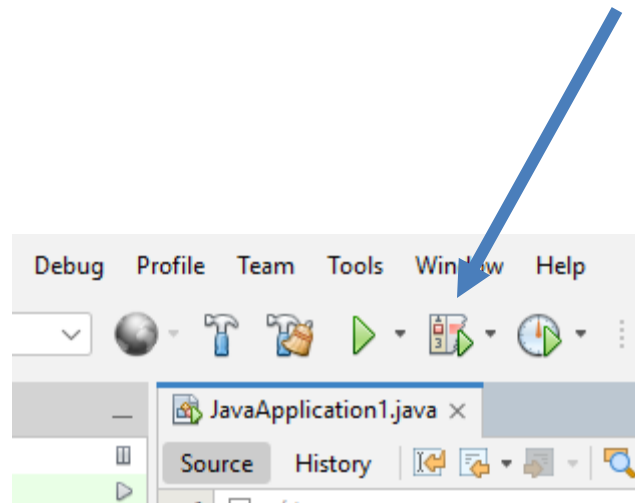 Debug Profile Team Tools Window Help
JavaApplication1.java
Source History